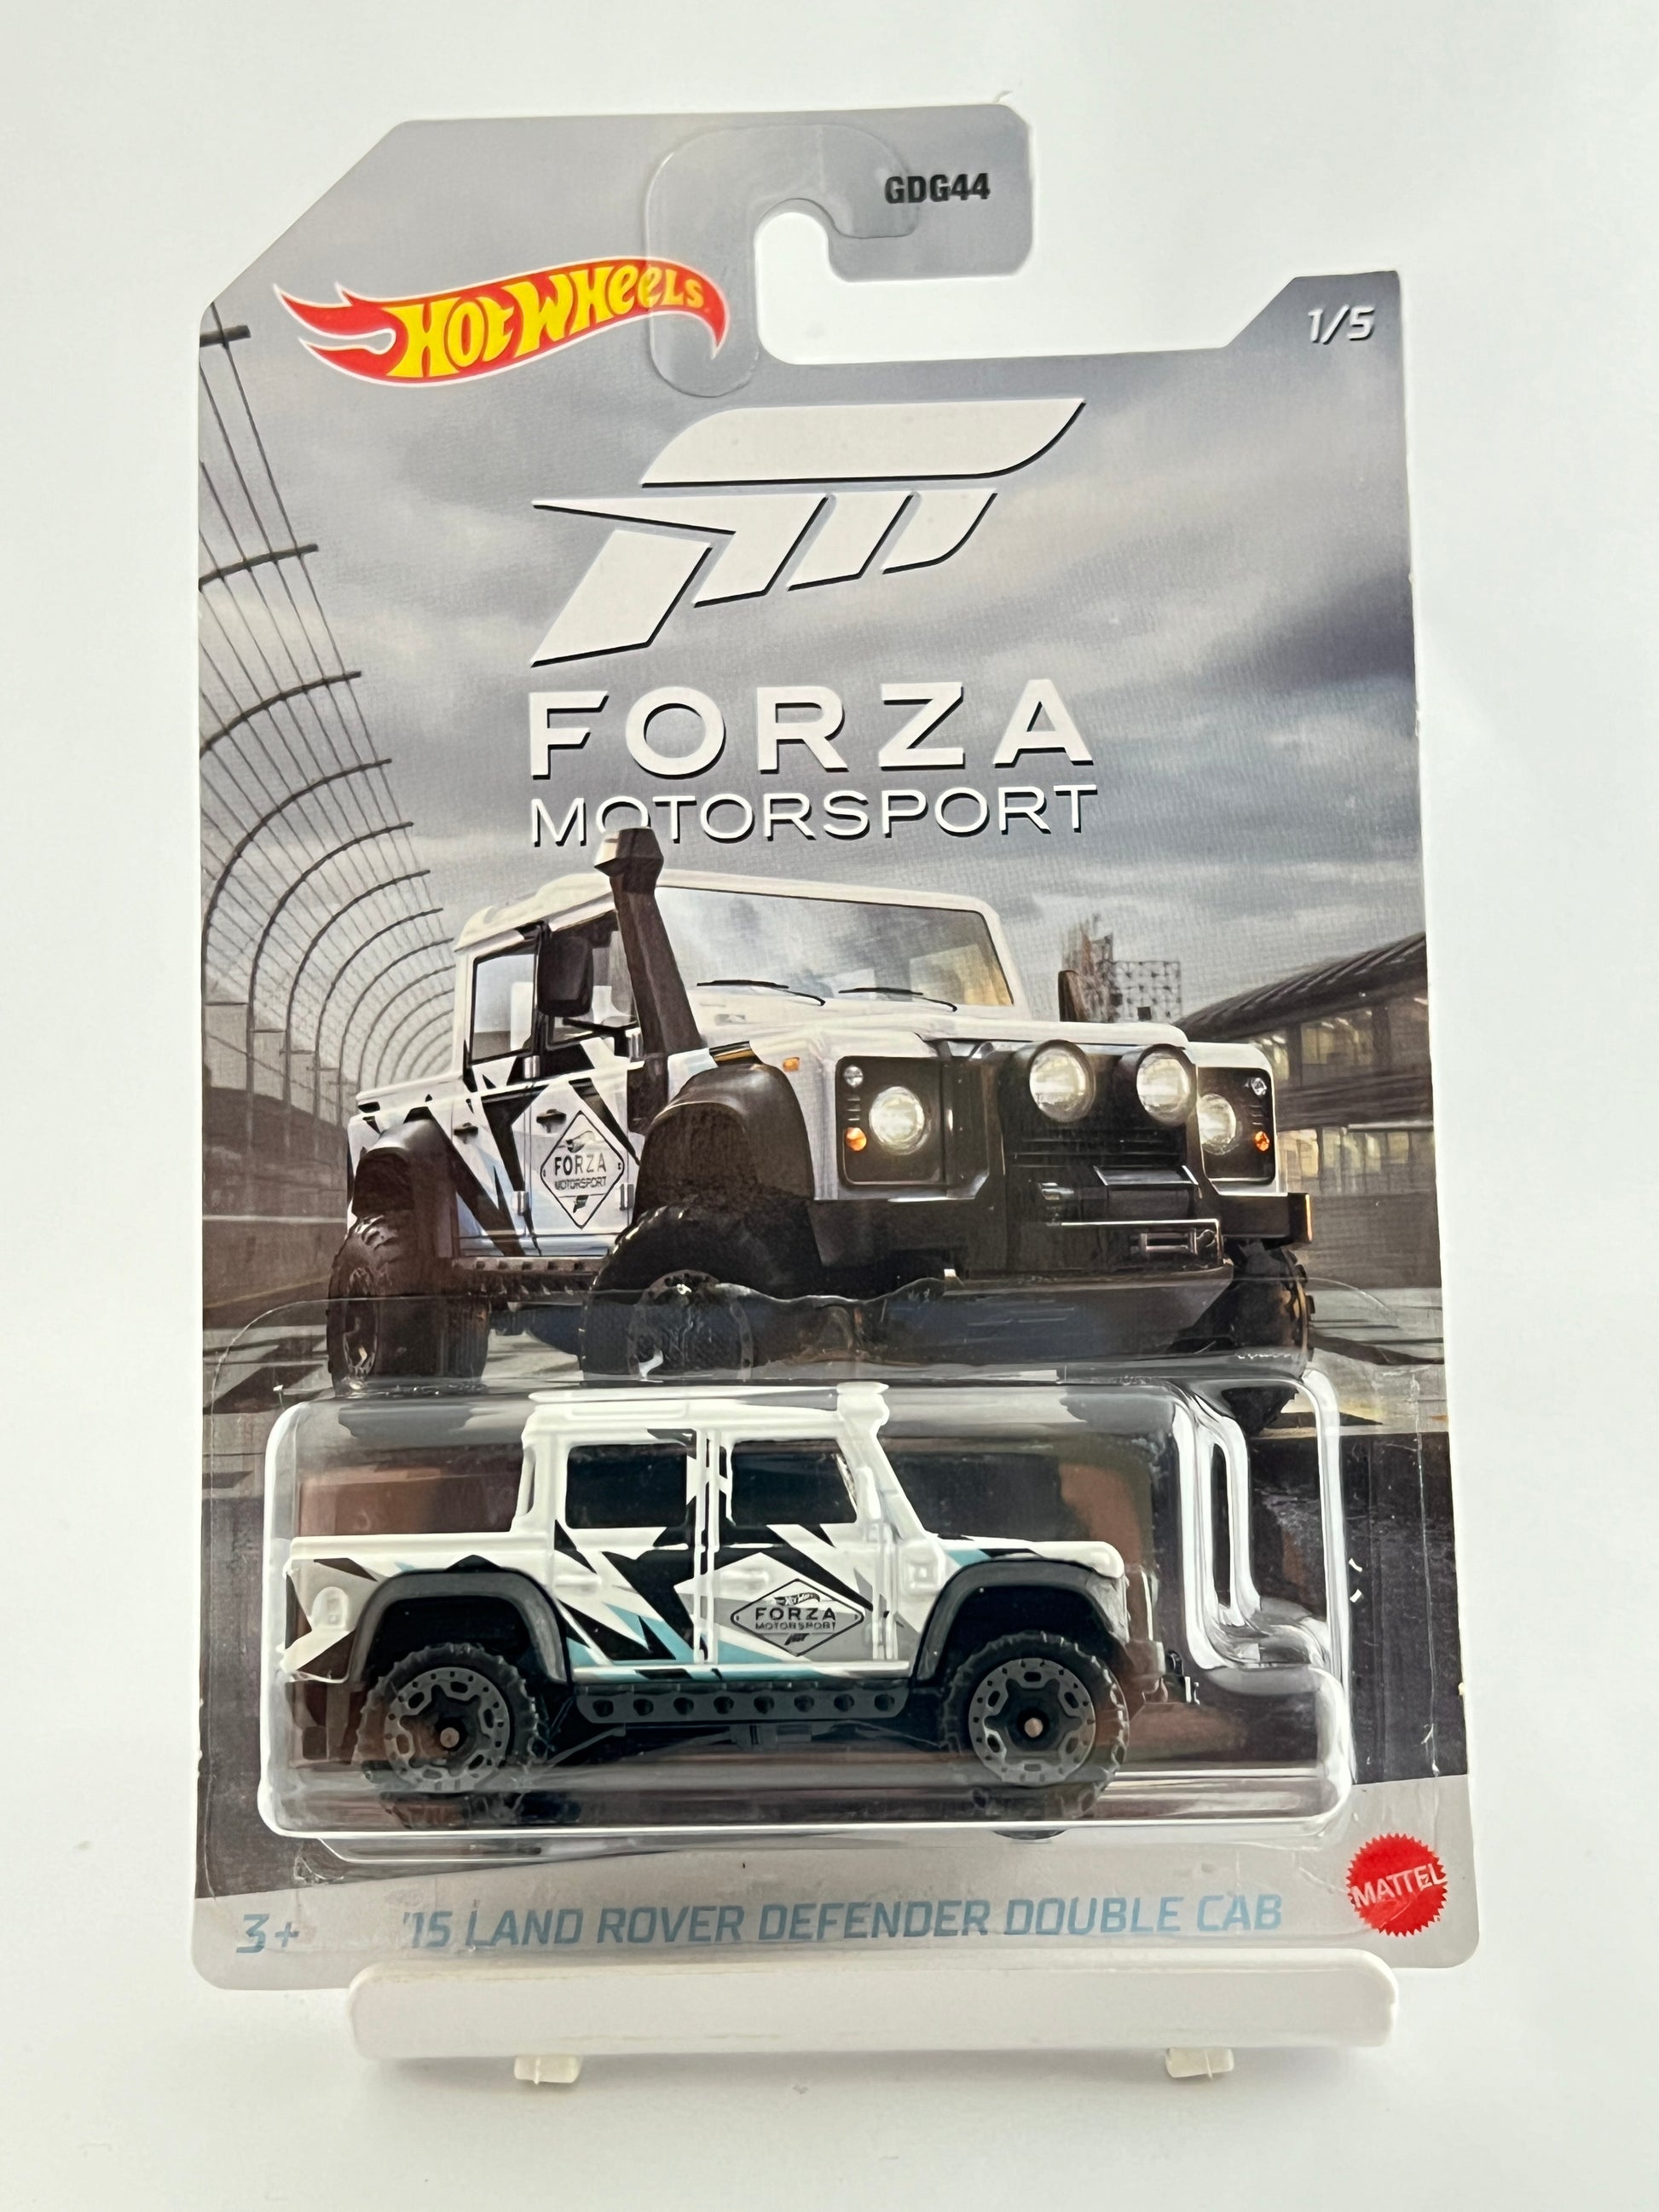 GDG44
HOT WHEELS
1/5
FORZA
MOTORSPORT
FORZA
MOTORSPORT
FORZA
MOTORSPORT
MATTEL
3+ '15 LAND ROVER DEFENDER DOUBLE CAB